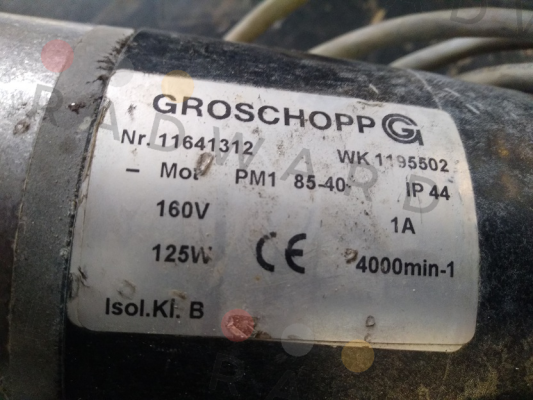 GROSCHOPP G
Nr. 11641312 WK 1195502
– Mot PM1 85-40 IP 44
160V 1A
125W CE 4000min-1
Isol.Kl. B
RADWARD